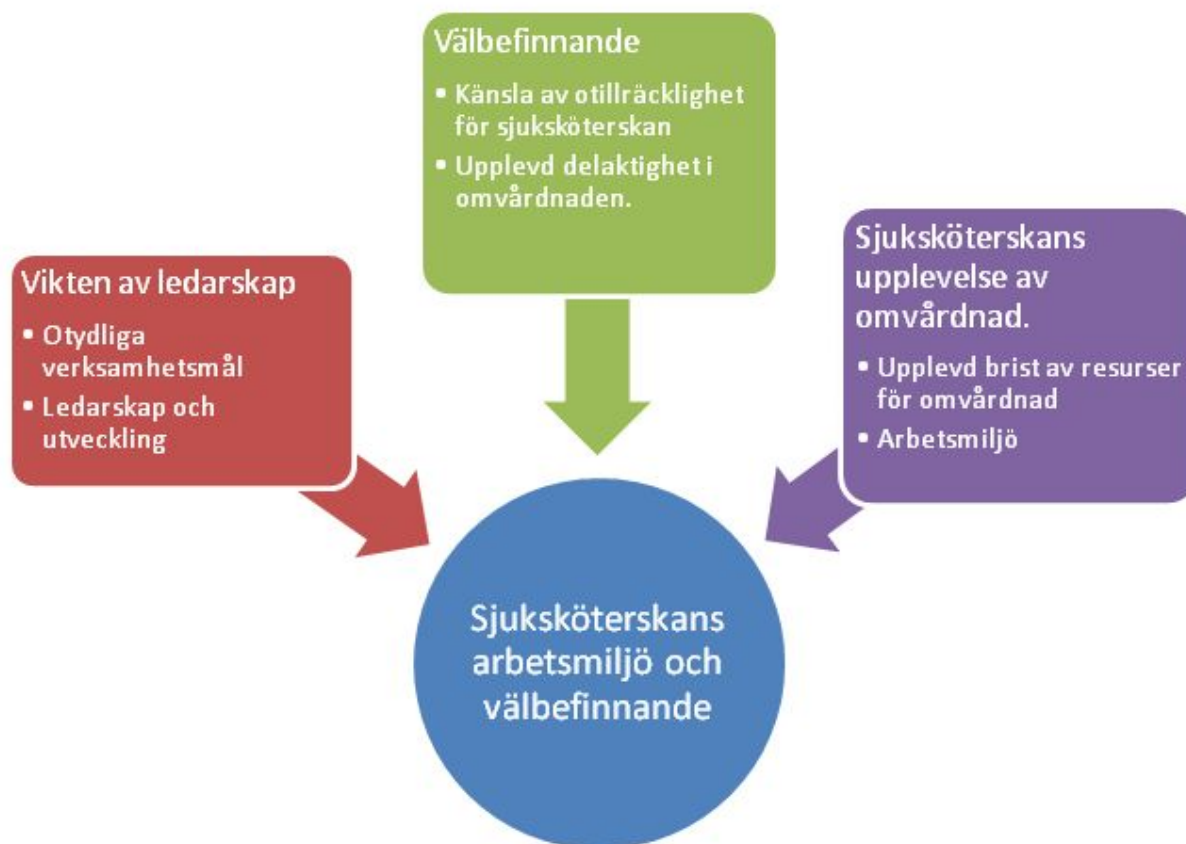 Välbefinnande
▪ Känsla av otillräcklighet
för sjuksköterskan
▪ Upplevd delaktighet i
omvårdnaden.
Vikten av ledarskap
▪ Otydliga
verksamhetsmål
▪ Ledarskap och
utveckling
Sjuksköterskans
upplevelse av
omvårdnad.
▪ Upplevd brist av resurser
för omvårdnad
▪ Arbetsmiljö
Sjuksköterskans
arbetsmiljö och
välbefinnande